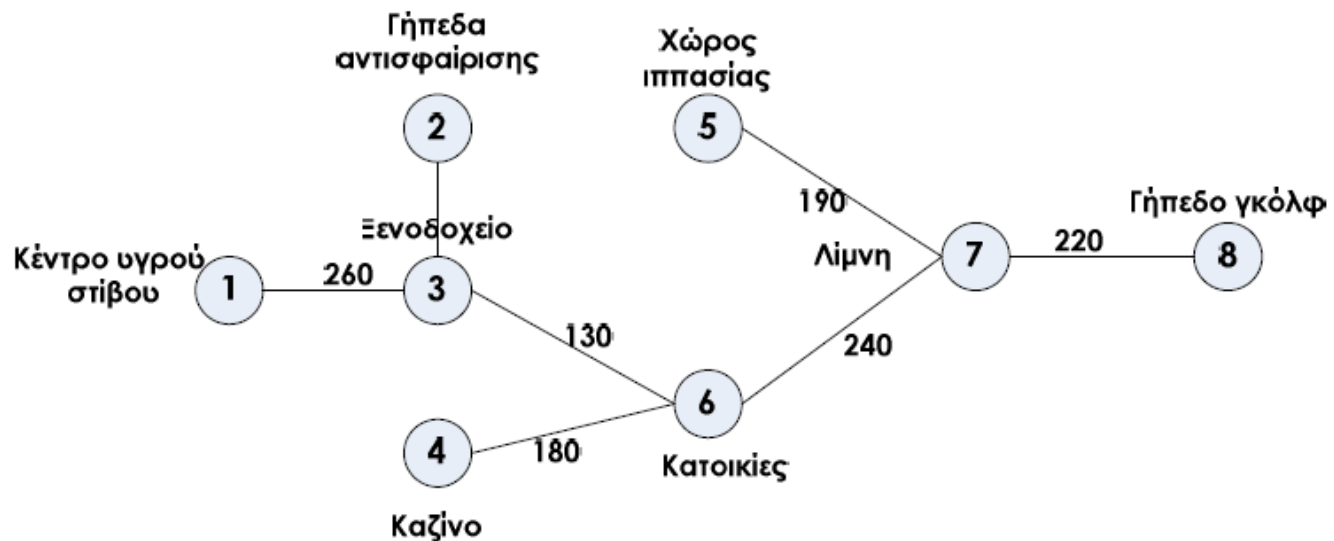 Γήπεδα
αντισφαίρισης
2
Χώρος
ιππασίας
5
190
Γήπεδο γκόλφ
Ξενοδοχείο
Λίμνη
7
220
8
Κέντρο υγρού
στίβου
1
260
3
130
240
6
4
180
Κατοικίες
Καζίνο